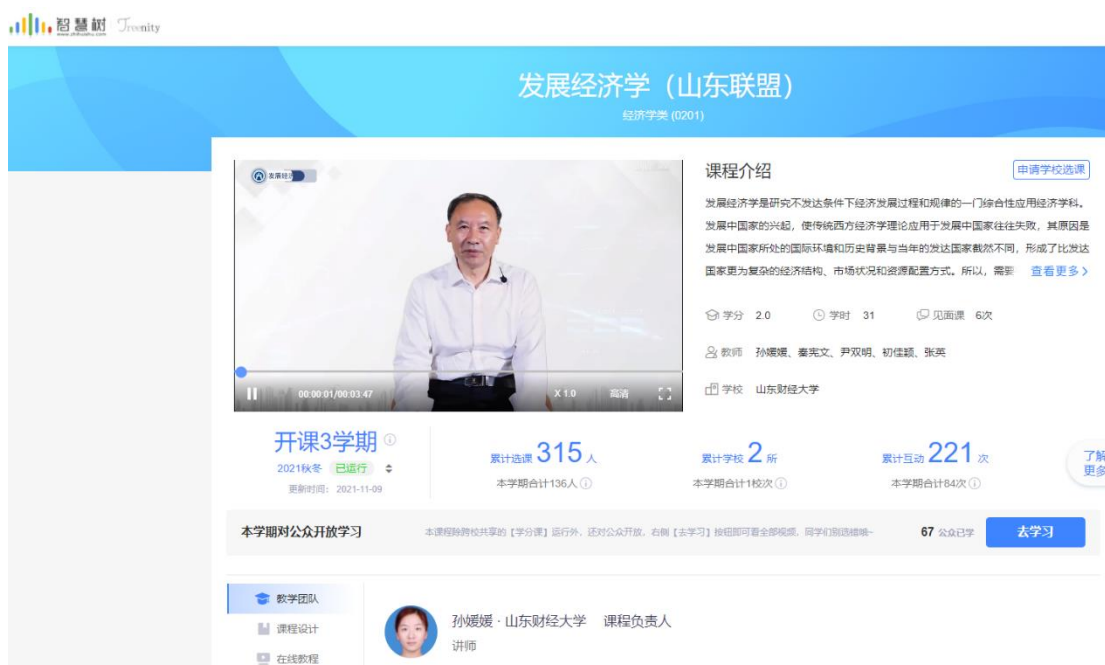 智慧树
www.zhihuishu.com
Treenity
发展经济学（山东联盟）
经济学类 (0201)
课程介绍
申请学校选课
发展经济学是研究不发达条件下经济发展过程和规律的一门综合性应用经济学科。
发展中国家的兴起，使传统西方经济学理论应用于发展中国家往往失败，其原因是
发展中国家所处的国际环境和历史背景与当年的发达国家截然不同，形成了比发达
国家更为复杂的经济结构、市场状况和资源配置方式。所以，需要 查看更多
学分 2.0 学时 31 见面课 6次
教师 孙媛媛、秦宪文、尹双明、初佳颖、张英
学校 山东财经大学
00:00:01/00:03:47 X 1.0 高清
开课3学期
2021秋冬 已运行
更新时间：2021-11-09
累计选课 315 人
本学期合计136人
累计学校 2 所
本学期合计1校次
累计互动 221 次
本学期合计84次
了解
更多
本学期对公众开放学习
本课程除跨校共享的【学分课】运行外，还对公众开放，右侧【去学习】按钮即可看全部视频，同学们别选错呦~
67 公众已学
去学习
教学团队
课程设计
在线教程
孙媛媛 · 山东财经大学 课程负责人
讲师